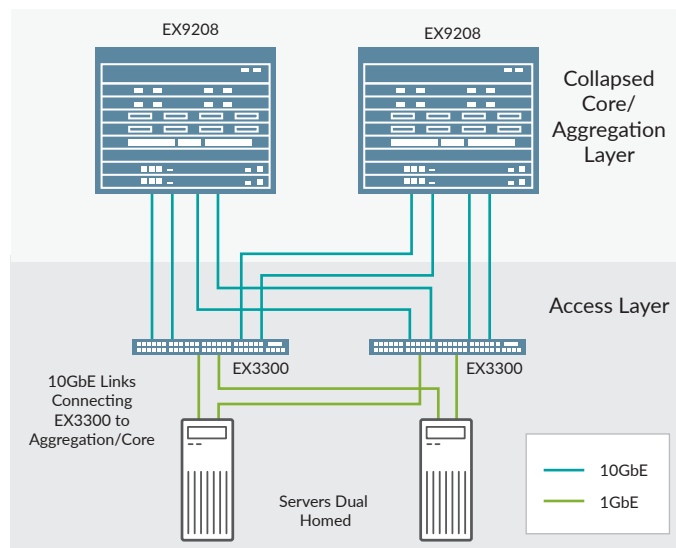 EX9208
EX9208
Collapsed
Core/
Aggregation
Layer
Access Layer
EX3300
EX3300
10GbE Links
Connecting
EX3300 to
Aggregation/Core
Servers Dual
Homed
10GbE
1GbE